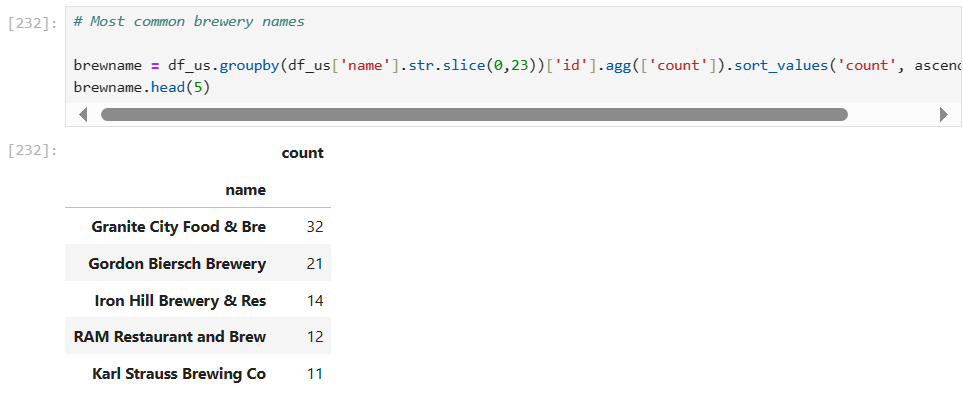 [232]: # Most common brewery names
brewname = df_us.groupby(df_us['name'].str.slice(0,23))['id'].agg(['count']).sort_values('count', ascend
brewname.head(5)
[232]:
count
name
Granite City Food & Bre 32
Gordon Biersch Brewery 21
Iron Hill Brewery & Res 14
RAM Restaurant and Brew 12
Karl Strauss Brewing Co 11